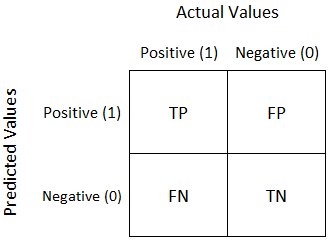 Actual Values
Positive (1) Negative (0)
Predicted Values
Positive (1) TP FP
Negative (0) FN TN